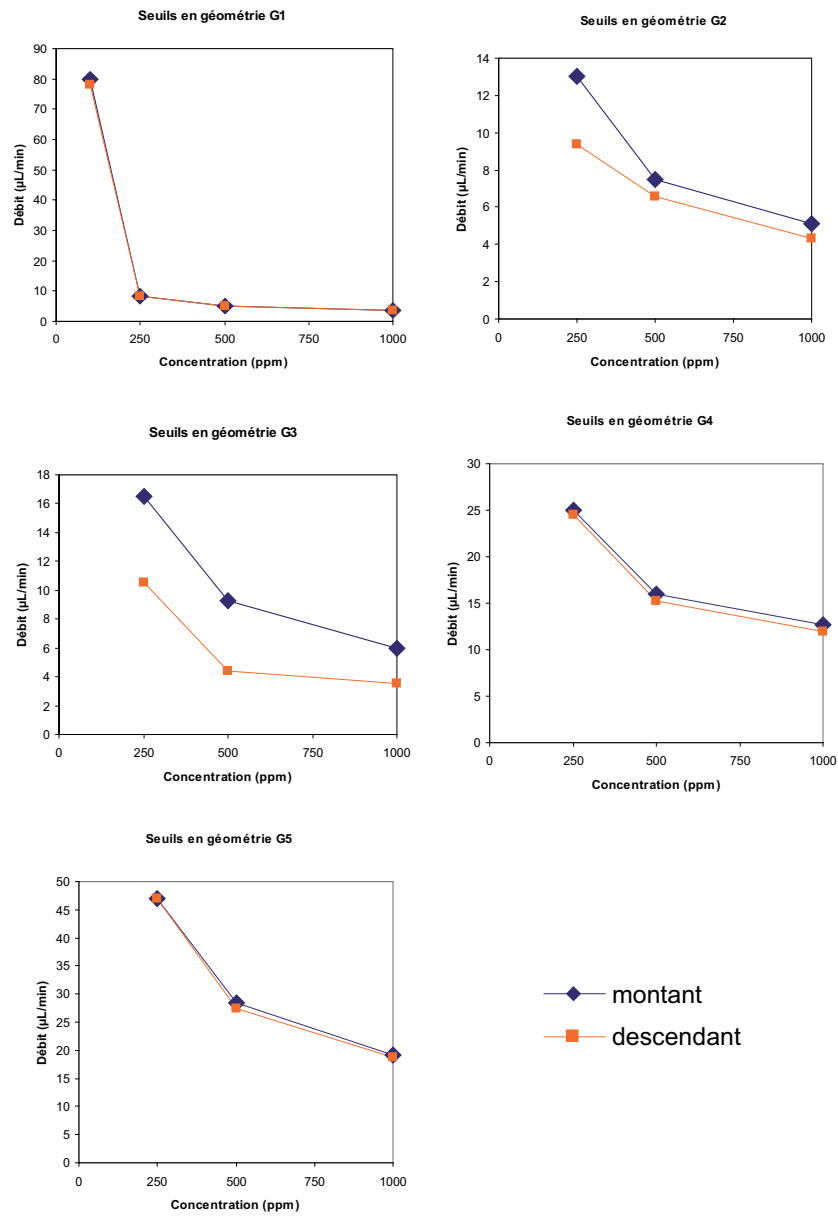 Seuils en géométrie G1
90
80
70
60
50
40
30
20
10
0
Débit (µL/min)
0 250 500 750 1000
Concentration (ppm)
Seuils en géométrie G2
14
12
10
8
6
4
2
0
Débit (µL/min)
0 250 500 750 1000
Concentration (ppm)
Seuils en géométrie G3
18
16
14
12
10
8
6
4
2
0
Débit (µL/min)
0 250 500 750 1000
Concentration (ppm)
Seuils en géométrie G4
30
25
20
15
10
5
0
Débit (µL/min)
0 250 500 750 1000
Concentration (ppm)
Seuils en géométrie G5
50
45
40
35
30
25
20
15
10
5
0
Débit (µL/min)
0 250 500 750 1000
Concentration (ppm)
montant
descendant